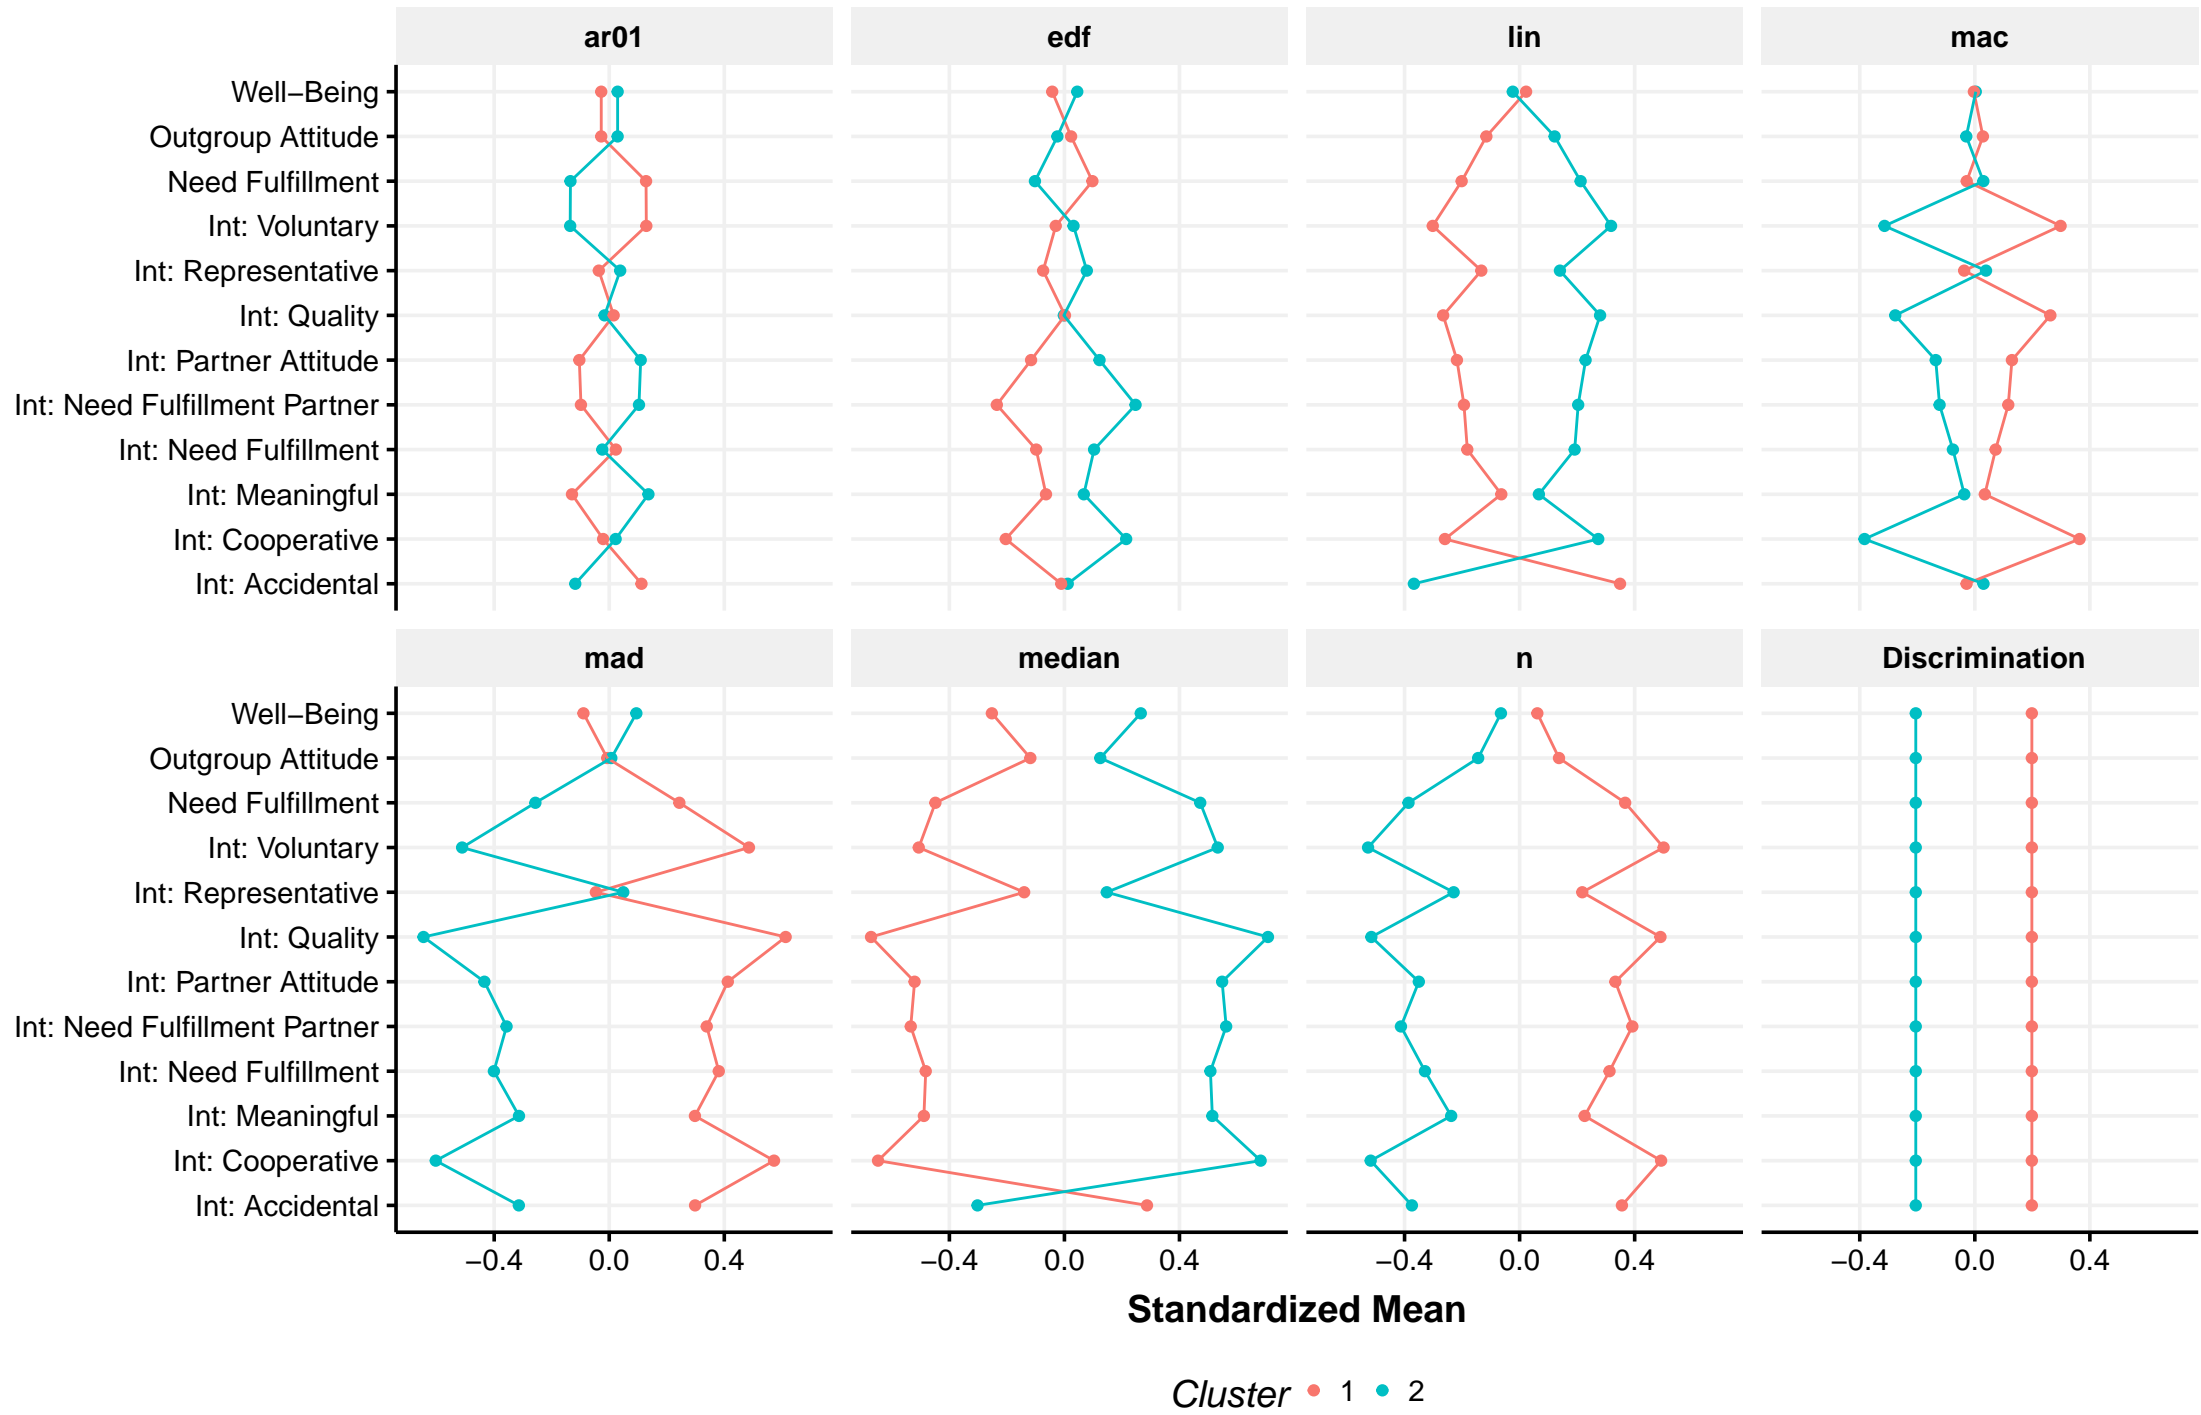 ar01 edf lin mac
Well−Being
Outgroup Attitude
Need Fulfillment
Int: Voluntary
Int: Representative
Int: Quality
Int: Partner Attitude
Int: Need Fulfillment Partner
Int: Need Fulfillment
Int: Meaningful
Int: Cooperative
Int: Accidental
mad median n Discrimination
Well−Being
Outgroup Attitude
Need Fulfillment
Int: Voluntary
Int: Representative
Int: Quality
Int: Partner Attitude
Int: Need Fulfillment Partner
Int: Need Fulfillment
Int: Meaningful
Int: Cooperative
Int: Accidental
−0.4 0.0 0.4 −0.4 0.0 0.4 −0.4 0.0 0.4 −0.4 0.0 0.4
Standardized Mean
Cluster 1 2